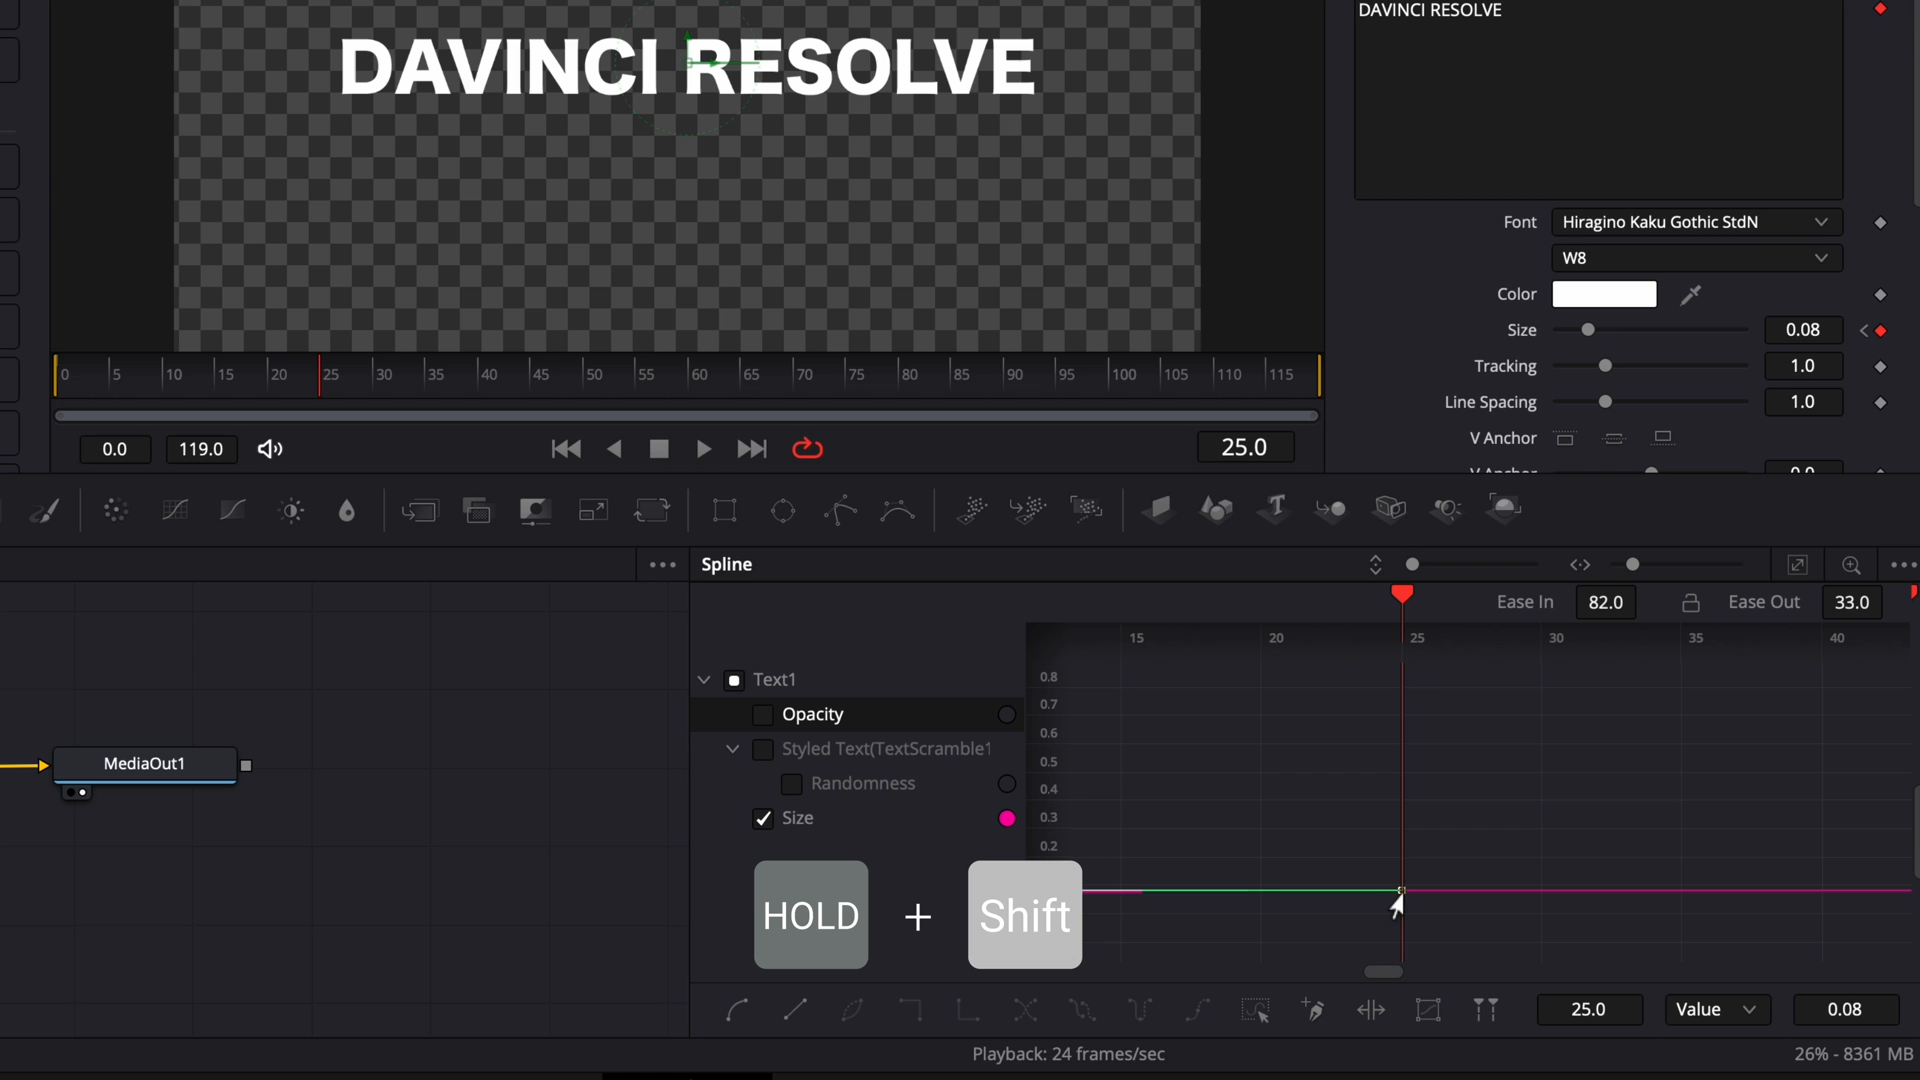 DAVINCI RESOLVE
DAVINCI RESOLVE
Font Hiragino Kaku Gothic StdN
W8
Color
Size 0.08
Tracking 1.0
Line Spacing 1.0
V Anchor
V Anchor 0.0
0 5 10 15 20 25 30 35 40 45 50 55 60 65 70 75 80 85 90 95 100 105 110 115
0.0 119.0 25.0
Spline
Ease In 82.0 Ease Out 33.0
15 20 25 30 35 40
Text1
Opacity
Styled Text(TextScramble1
Randomness
Size
0.8
0.7
0.6
0.5
0.4
0.3
0.2
MediaOut1
HOLD + Shift
25.0 Value 0.08
Playback: 24 frames/sec
26% - 8361 MB